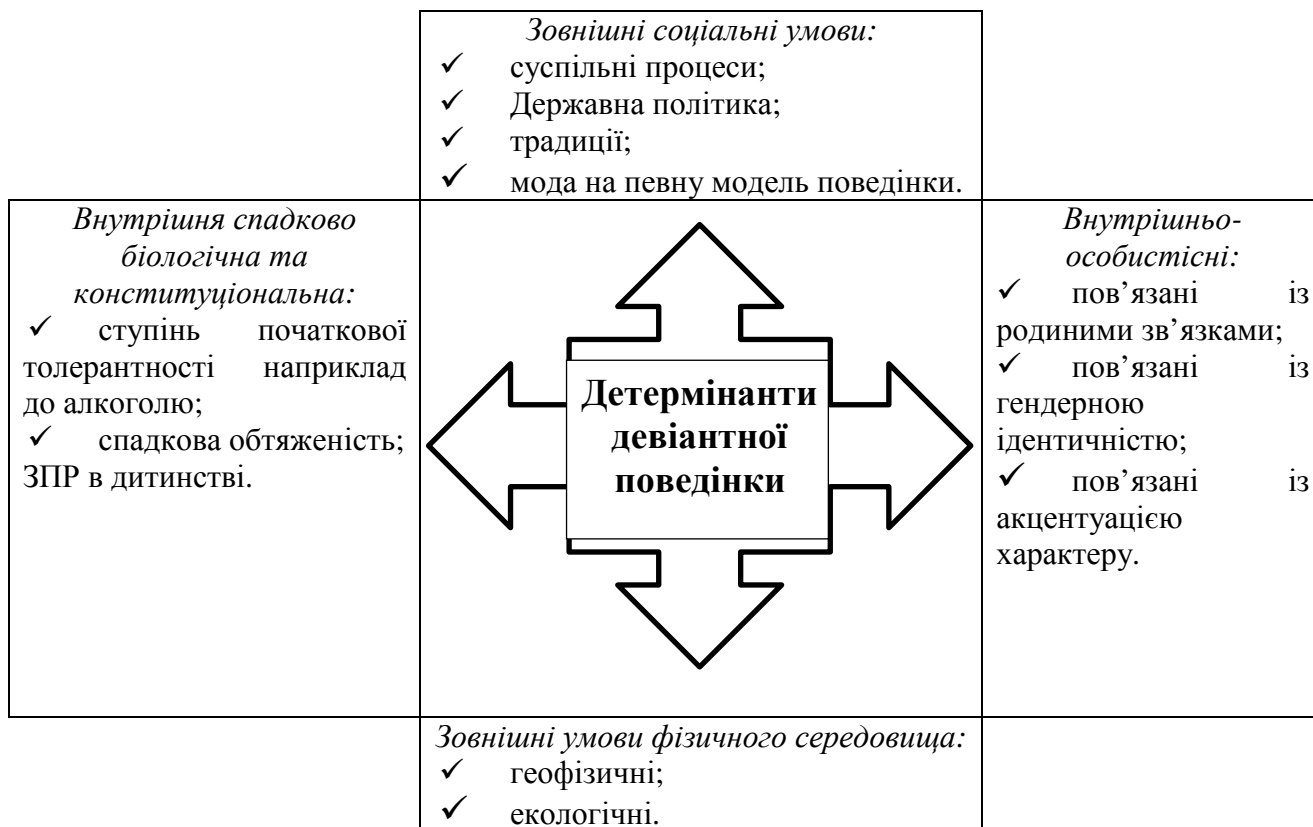 Зовнішні соціальні умови:
✓ суспільні процеси;
✓ Державна політика;
✓ традиції;
✓ мода на певну модель поведінки.
Внутрішня спадково
біологічна та
конституціональна:
✓ ступінь початкової
толерантності наприклад
до алкоголю;
✓ спадкова обтяженість;
ЗПР в дитинстві.
Детермінанти
девіантної
поведінки
Внутрішньо-
особистісні:
✓ пов’язані із
родиними зв’язками;
✓ пов’язані із
гендерною
ідентичністю;
✓ пов’язані із
акцентуацією
характеру.
Зовнішні умови фізичного середовища:
✓ геофізичні;
✓ екологічні.